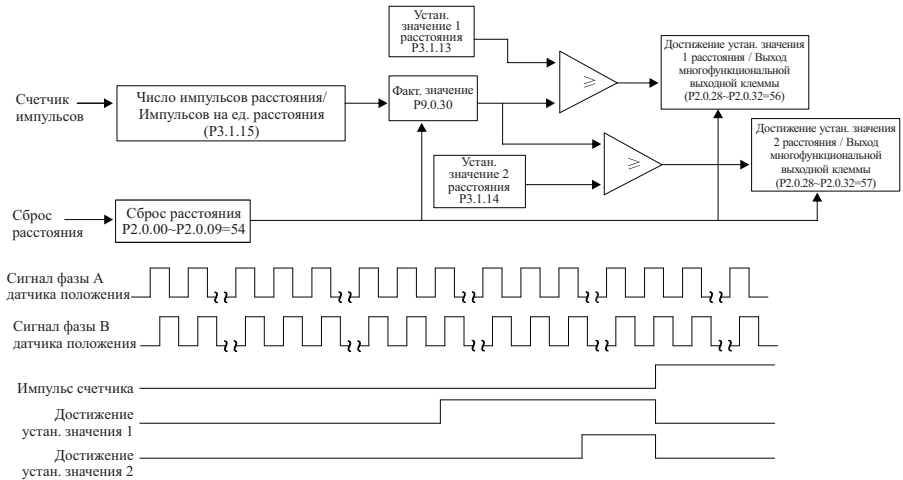 Устан.
значение 1
расстояния
P3.1.13
Достижение устан. значения
1 расстояния / Выход
многофункциональной
выходной клеммы
(P2.0.28~P2.0.32=56)
Счетчик
импульсов
Число импульсов расстояния/
Импульсов на ед. расстояния
(P3.1.15)
Факт. значение
P9.0.30
≥
Достижение устан. значения
2 расстояния / Выход
многофункциональной
выходной клеммы
(P2.0.28~P2.0.32=57)
Устан.
значение 2
расстояния
P3.1.14
≥
Сброс
расстояния
Сброс расстояния
P2.0.00~P2.0.09=54
Сигнал фазы А
датчика положения
Сигнал фазы В
датчика положения
Импульс счетчика
Достижение
устан. значения 1
Достижение
устан. значения 2